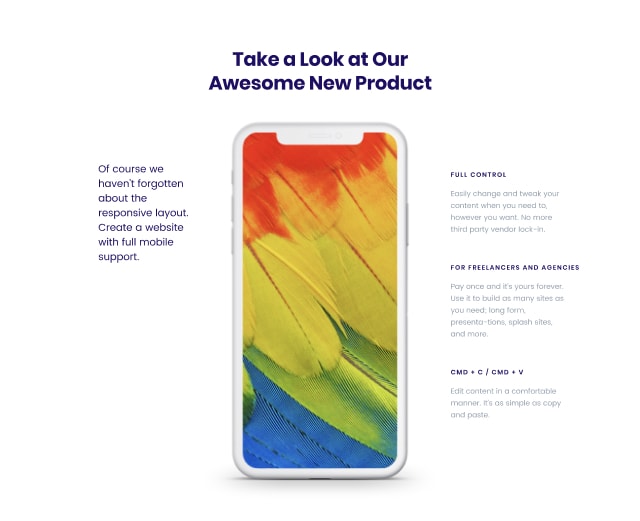 Take a Look at Our
Awesome New Product
Of course we
haven't forgotten
about the
responsive layout.
Create a website
with full mobile
support.
FULL CONTROL
Easily change and tweak your
content when you need to,
however you want. No more
third party vendor lock-in.
FOR FREELANCERS AND AGENCIES
Pay once and it's yours forever.
Use it to build as many sites as
you need; long form,
presenta-tions, splash sites,
and more.
CMD + C / CMD + V
Edit content in a comfortable
manner. It's as simple as copy
and paste.